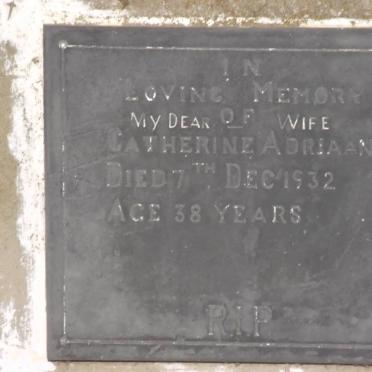 IN
LOVING MEMORY
OF
MY DEAR WIFE
CATHERINE ADRIAAN
DIED 7TH DEC 1932
AGE 38 YEARS
RIP